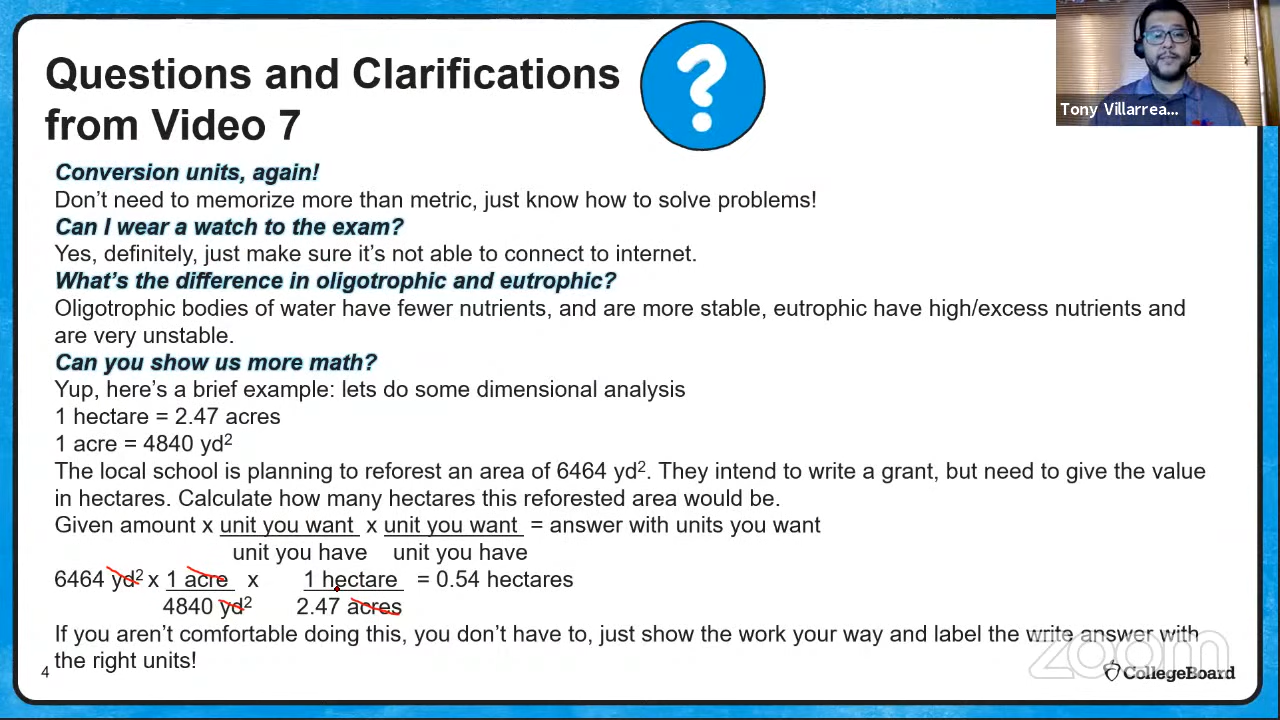 Questions and Clarifications
from Video 7
?
Tony Villarrea...
Conversion units, again!
Don't need to memorize more than metric, just know how to solve problems!
Can I wear a watch to the exam?
Yes, definitely, just make sure it's not able to connect to internet.
What's the difference in oligotrophic and eutrophic?
Oligotrophic bodies of water have fewer nutrients, and are more stable, eutrophic have high/excess nutrients and
are very unstable.
Can you show us more math?
Yup, here's a brief example: lets do some dimensional analysis
1 hectare = 2.47 acres
1 acre = 4840 yd²
The local school is planning to reforest an area of 6464 yd². They intend to write a grant, but need to give the value
in hectares. Calculate how many hectares this reforested area would be.
Given amount x unit you want x unit you want = answer with units you want
unit you have unit you have
6464 yd² x 1 acre x 1 hectare = 0.54 hectares
4840 yd² 2.47 acres
If you aren't comfortable doing this, you don't have to, just show the work your way and label the write answer with
the right units!
4
zoom
CollegeBoard